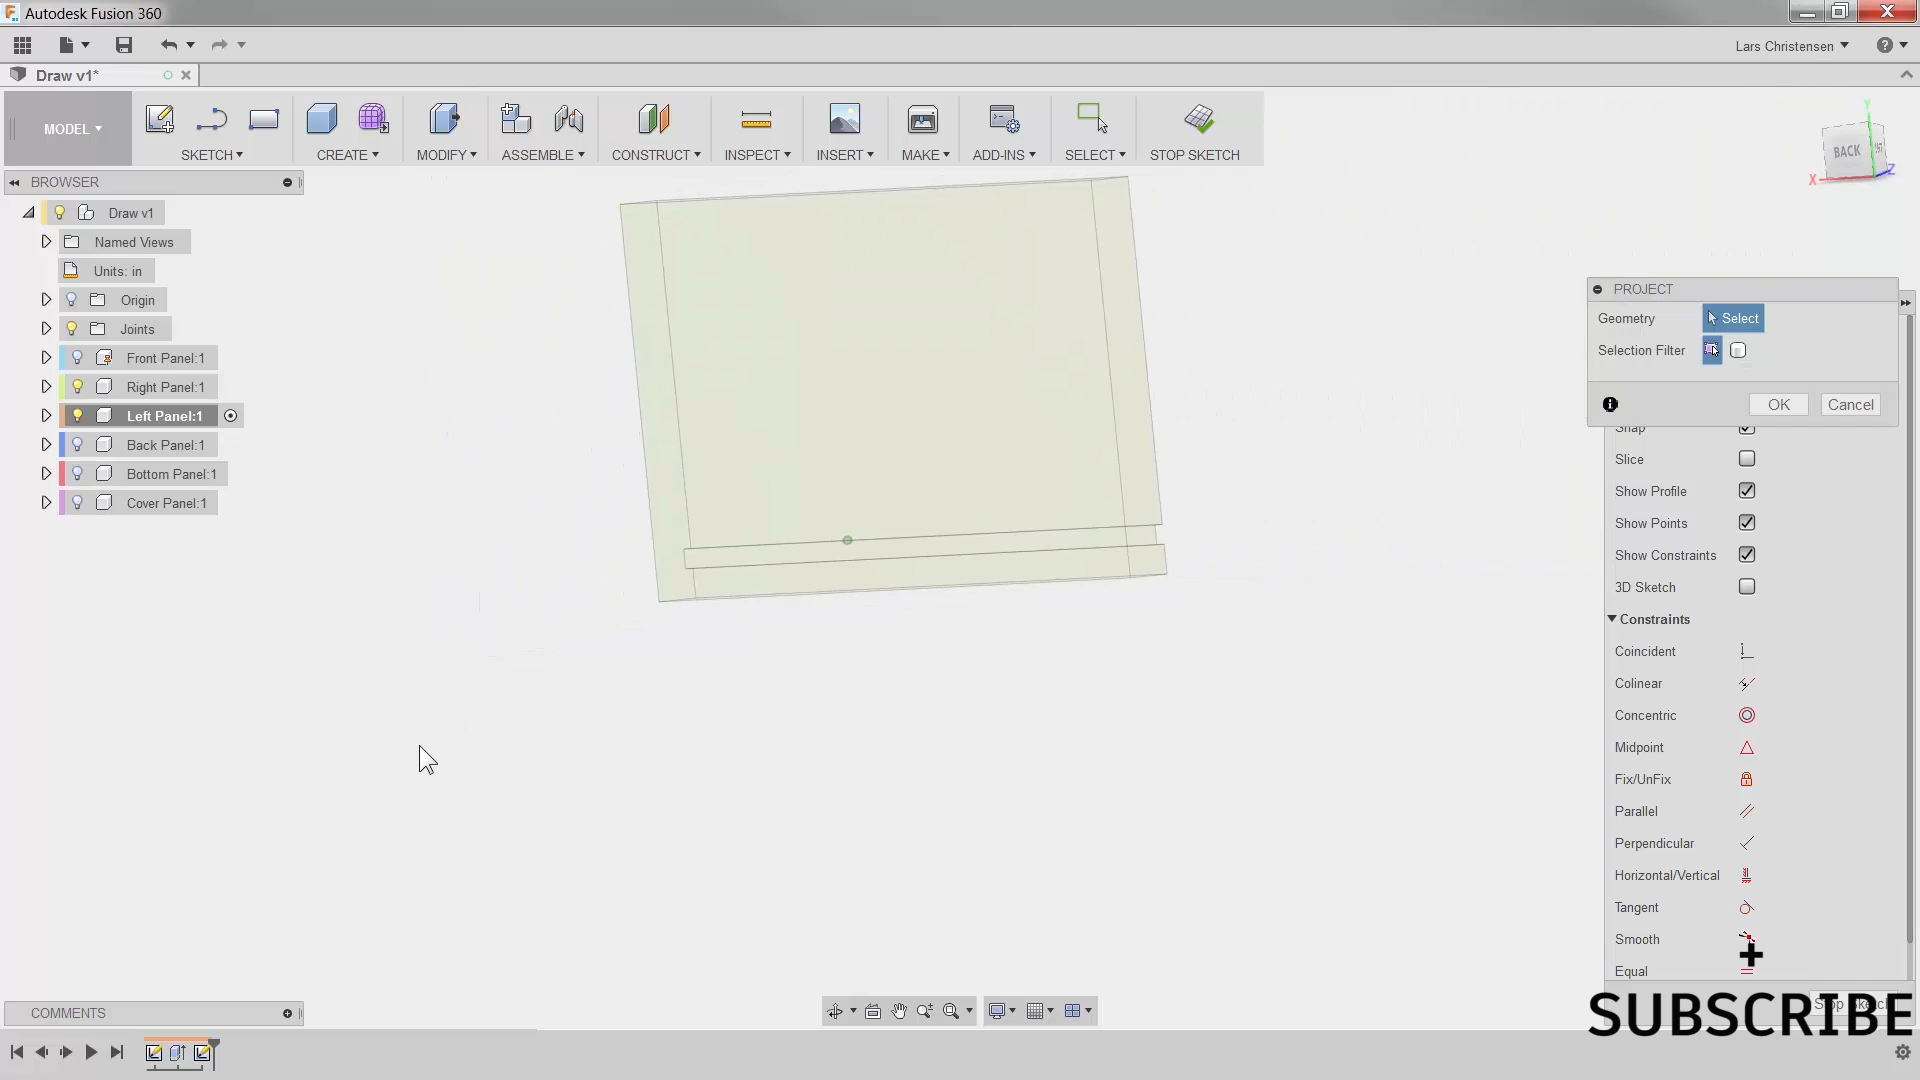 Autodesk Fusion 360
Lars Christensen
Draw v1*
MODEL
SKETCH
CREATE
MODIFY
ASSEMBLE
CONSTRUCT
INSPECT
INSERT
MAKE
ADD-INS
SELECT
STOP SKETCH
BACK
X
Y
Z
BROWSER
Draw v1
Named Views
Units: in
Origin
Joints
Front Panel:1
Right Panel:1
Left Panel:1
Back Panel:1
Bottom Panel:1
Cover Panel:1
PROJECT
Geometry
Select
Selection Filter
OK
Cancel
Snap
Slice
Show Profile
Show Points
Show Constraints
3D Sketch
Constraints
Coincident
Colinear
Concentric
Midpoint
Fix/UnFix
Parallel
Perpendicular
Horizontal/Vertical
Tangent
Smooth
Equal
Stop Sketch
SUBSCRIBE
COMMENTS